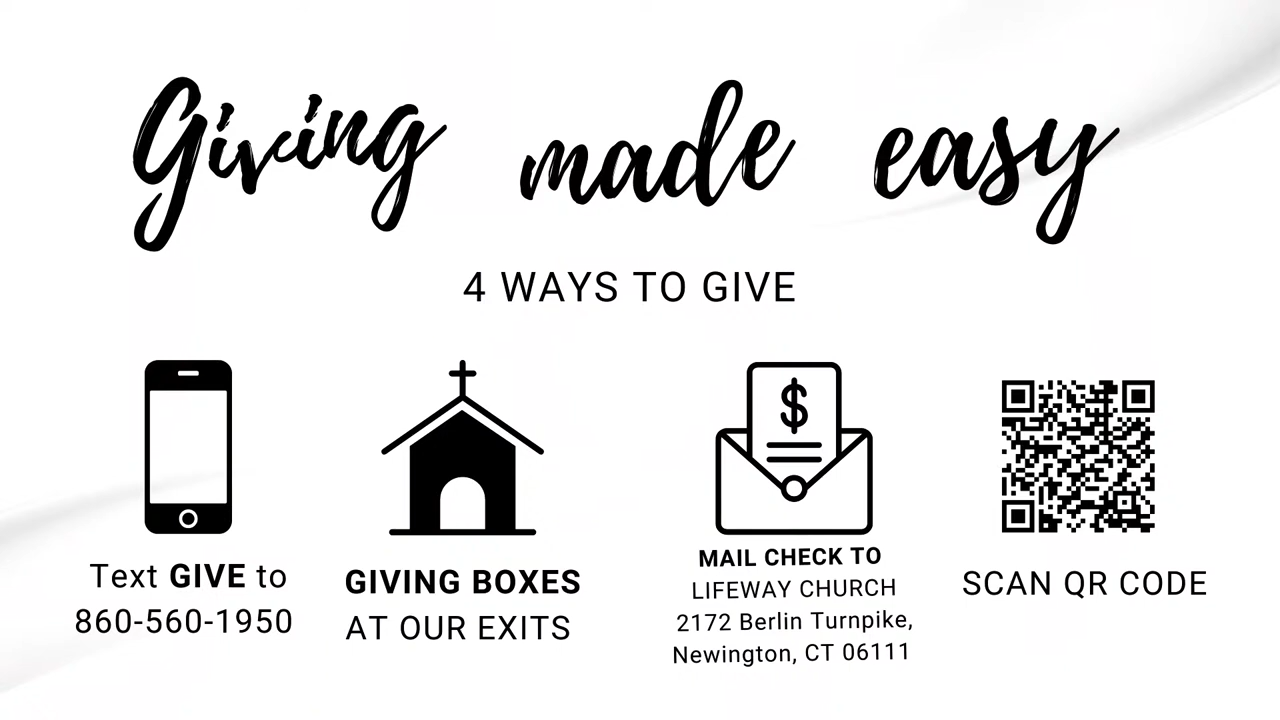 Giving made easy
4 WAYS TO GIVE
Text GIVE to
860-560-1950
GIVING BOXES
AT OUR EXITS
$
MAIL CHECK TO
LIFEWAY CHURCH
2172 Berlin Turnpike,
Newington, CT 06111
SCAN QR CODE